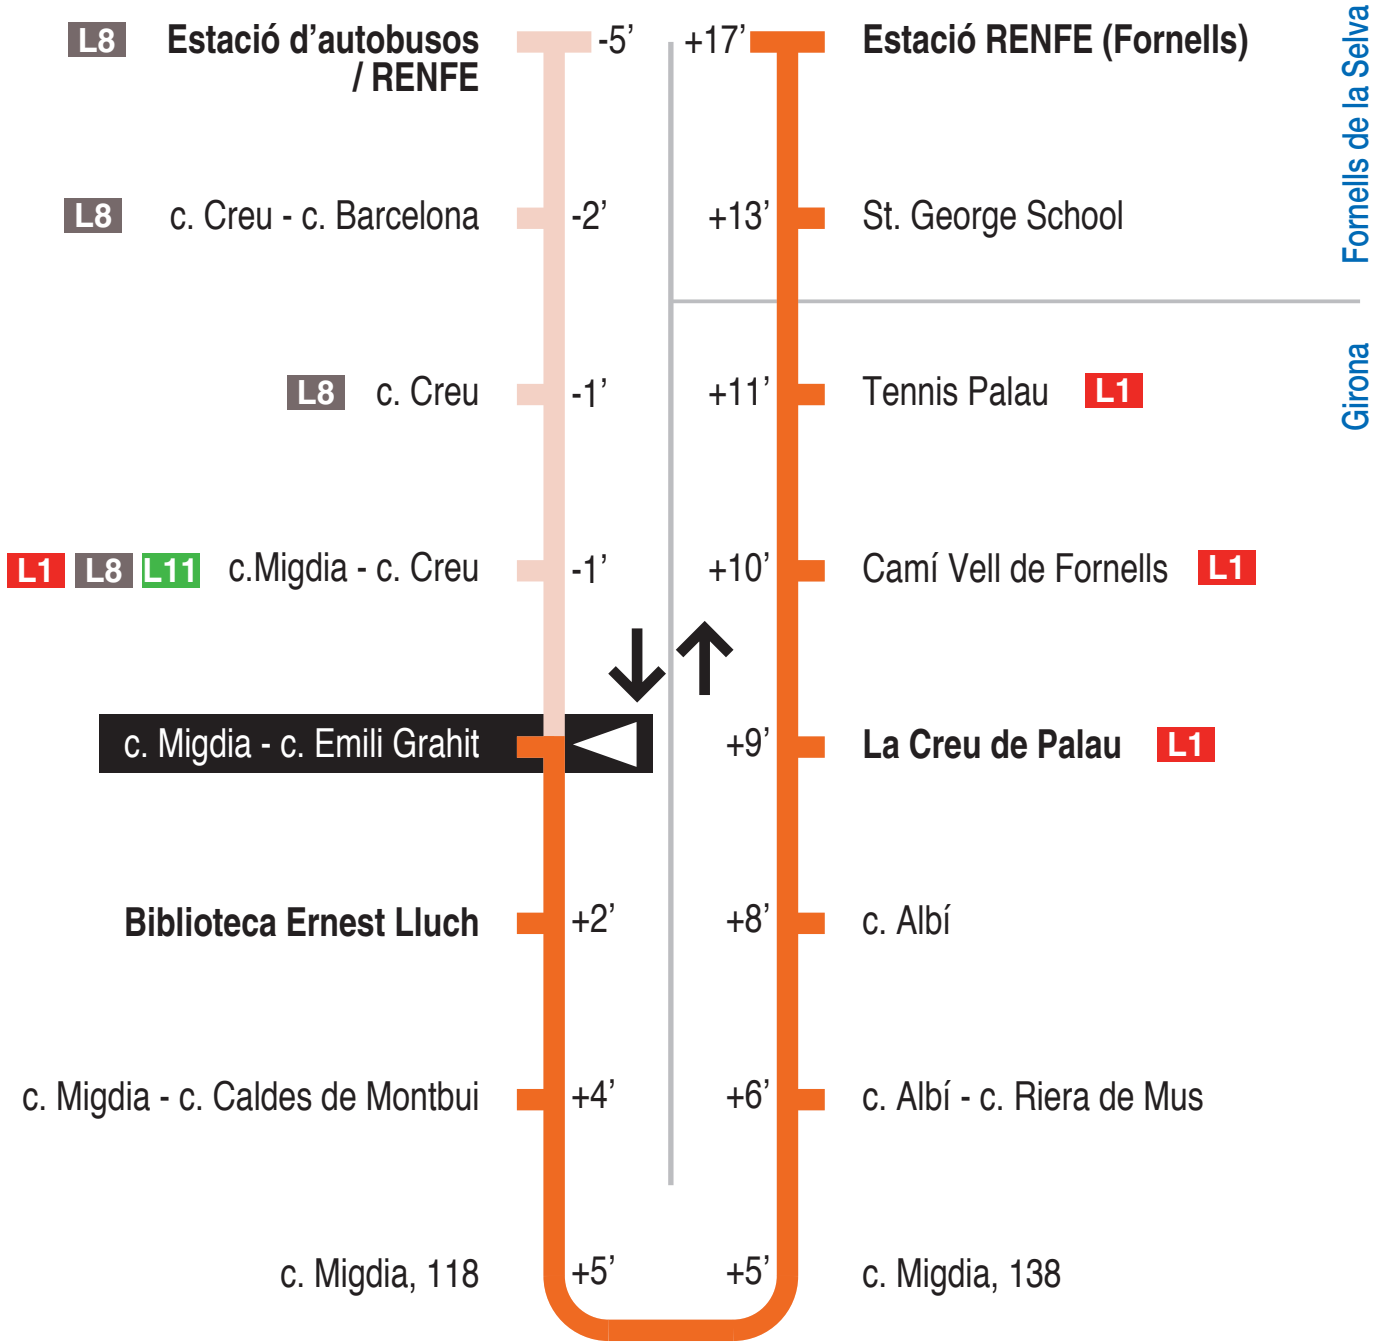 L8 Estació d’autobusos
/ RENFE
-5’
L8 c. Creu - c. Barcelona -2’
L8 c. Creu -1’
L1 L8 L11 c.Migdia - c. Creu -1’
c. Migdia - c. Emili Grahit
Biblioteca Ernest Lluch +2’
c. Migdia - c. Caldes de Montbui +4’
c. Migdia, 118 +5’
+5’ c. Migdia, 138
+6’ c. Albí - c. Riera de Mus
+8’ c. Albí
+9’ La Creu de Palau L1
+10’ Camí Vell de Fornells L1
+11’ Tennis Palau L1
+13’ St. George School
+17’ Estació RENFE (Fornells)
Fornells de la Selva
Girona